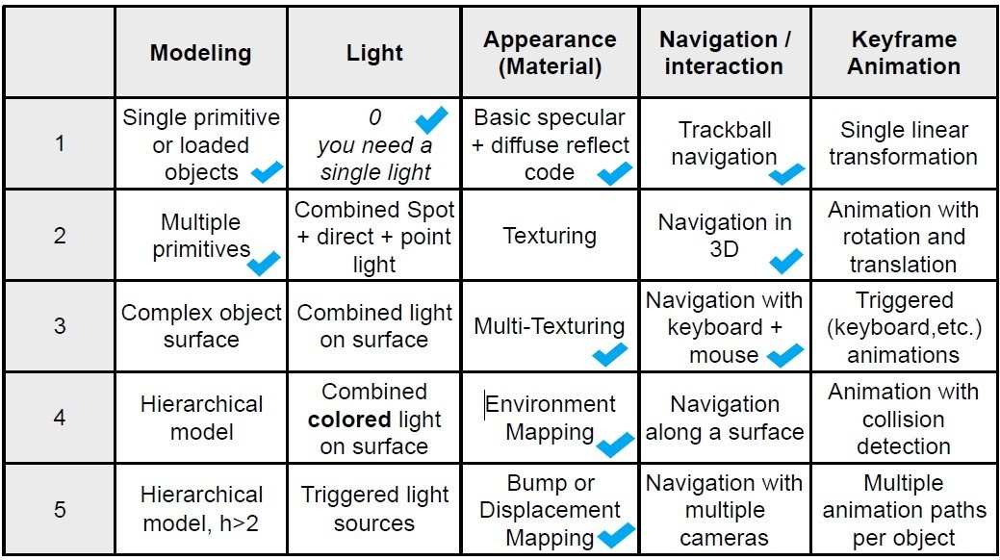 Modeling
Light
Appearance
(Material)
Navigation /
interaction
Keyframe
Animation
1
Single primitive
or loaded
objects
0
you need a
single light
Basic specular
+ diffuse reflect
code
Trackball
navigation
Single linear
transformation
2
Multiple
primitives
Combined Spot
+ direct + point
light
Texturing
Navigation in
3D
Animation with
rotation and
translation
3
Complex object
surface
Combined light
on surface
Multi-Texturing
Navigation with
keyboard +
mouse
Triggered
(keyboard,etc.)
animations
4
Hierarchical
model
Combined
colored light
on surface
Environment
Mapping
Navigation
along a surface
Animation with
collision
detection
5
Hierarchical
model, h>2
Triggered light
sources
Bump or
Displacement
Mapping
Navigation with
multiple
cameras
Multiple
animation paths
per object